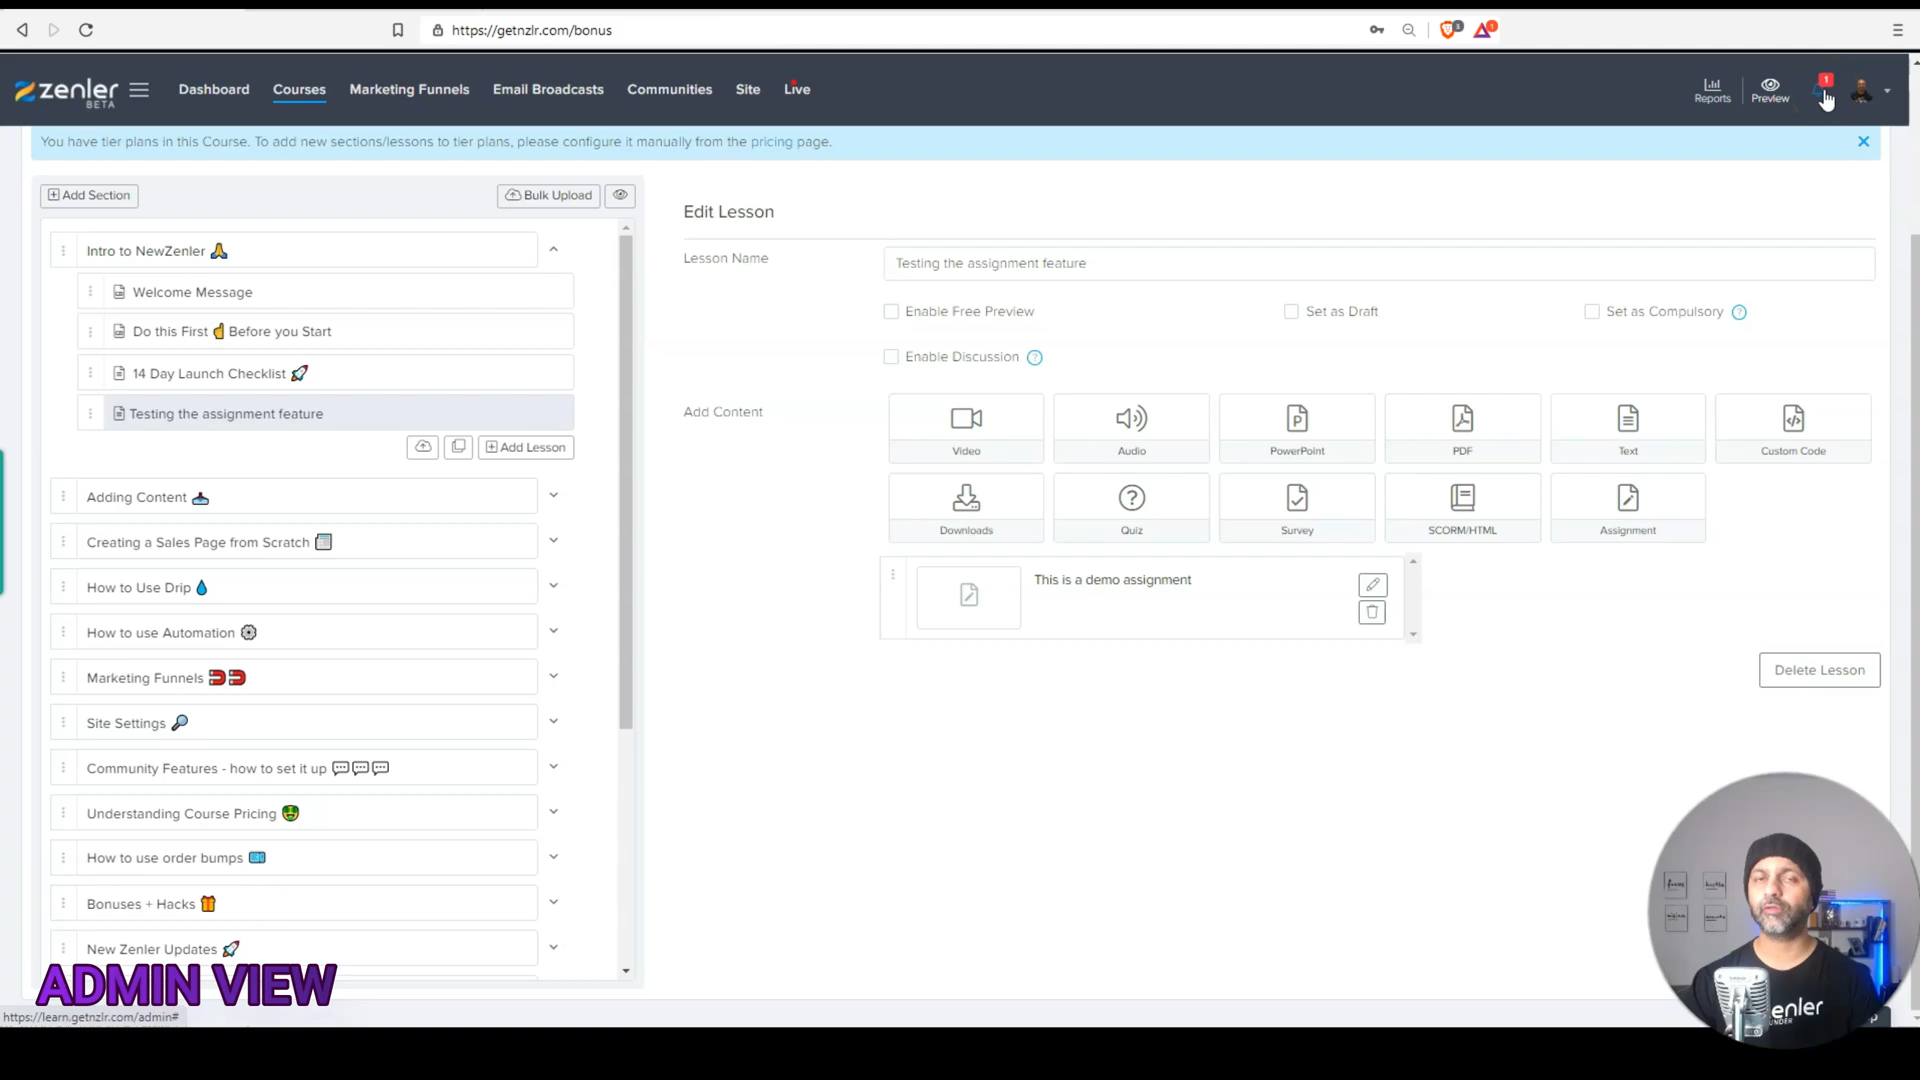 https://getnzlr.com/bonus
3
1
zenler
BETA
Dashboard
Courses
Marketing Funnels
Email Broadcasts
Communities
Site
Live
Reports
Preview
1
You have tier plans in this Course. To add new sections/lessons to tier plans, please configure it manually from the pricing page.
Add Section
Bulk Upload
Intro to NewZenler 🙏
Welcome Message
Do this First ☝ Before you Start
14 Day Launch Checklist 🚀
Testing the assignment feature
Add Lesson
Adding Content 📥
Creating a Sales Page from Scratch 📰
How to Use Drip 💧
How to use Automation ⚙
Marketing Funnels 🧲🧲
Site Settings 🔎
Community Features - how to set it up 💬💬💬
Understanding Course Pricing 🤑
How to use order bumps 🎟
Bonuses + Hacks 🎁
New Zenler Updates 🚀
Edit Lesson
Lesson Name
Testing the assignment feature
Enable Free Preview
Set as Draft
Set as Compulsory ?
Enable Discussion ?
Add Content
Video
Audio
PowerPoint
PDF
Text
Custom Code
Downloads
Quiz
Survey
SCORM/HTML
Assignment
This is a demo assignment
Delete Lesson
ADMIN VIEW
https://learn.getnzlr.com/admin#
enler